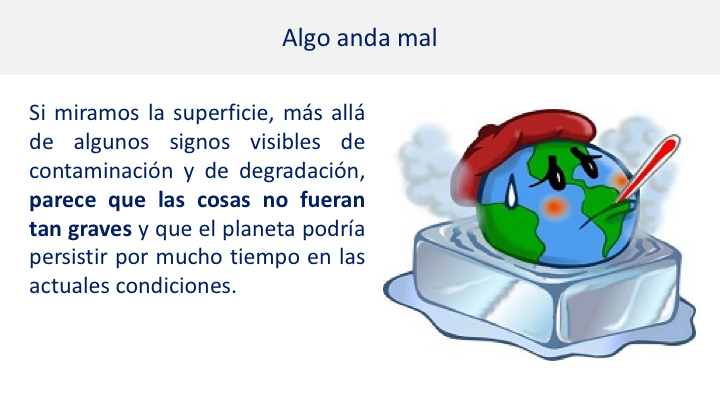 Algo anda mal
Si miramos la superficie, más allá
de algunos signos visibles de
contaminación y de degradación,
parece que las cosas no fueran
tan graves y que el planeta podría
persistir por mucho tiempo en las
actuales condiciones.